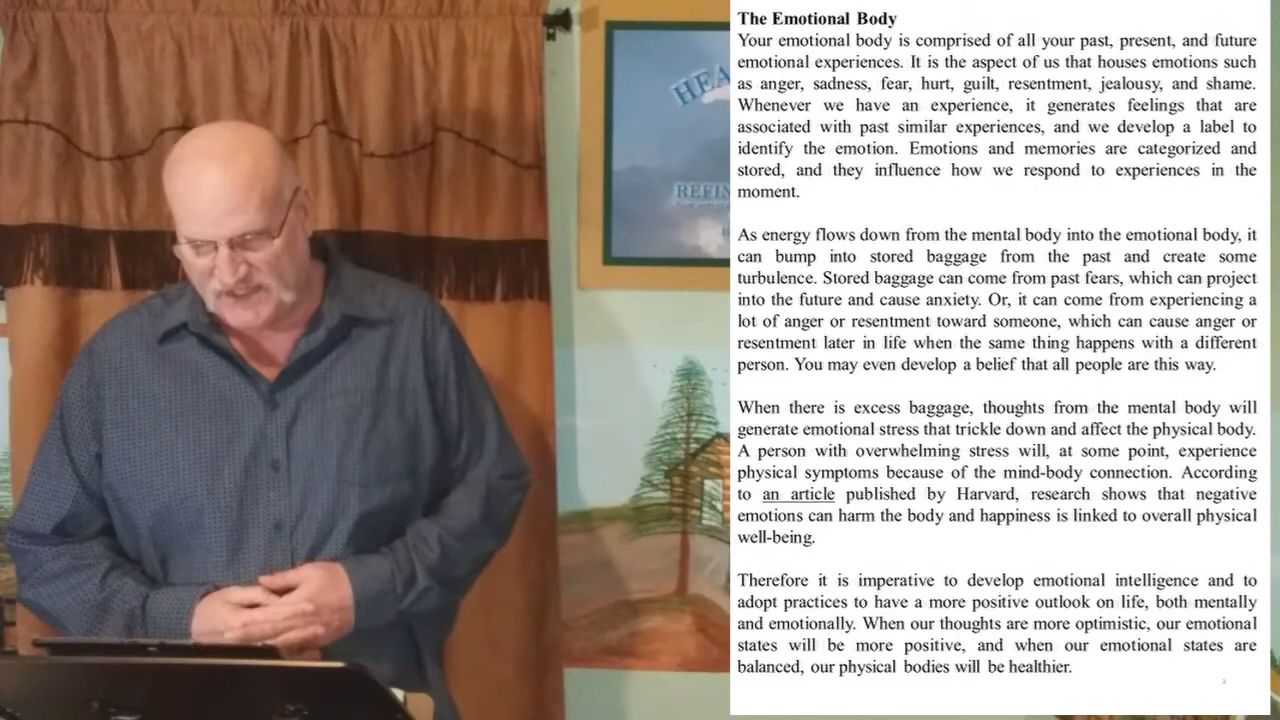 HEA
REFIN
The Emotional Body
Your emotional body is comprised of all your past, present, and future
emotional experiences. It is the aspect of us that houses emotions such
as anger, sadness, fear, hurt, guilt, resentment, jealousy, and shame.
Whenever we have an experience, it generates feelings that are
associated with past similar experiences, and we develop a label to
identify the emotion. Emotions and memories are categorized and
stored, and they influence how we respond to experiences in the
moment.
As energy flows down from the mental body into the emotional body, it
can bump into stored baggage from the past and create some
turbulence. Stored baggage can come from past fears, which can project
into the future and cause anxiety. Or, it can come from experiencing a
lot of anger or resentment toward someone, which can cause anger or
resentment later in life when the same thing happens with a different
person. You may even develop a belief that all people are this way.
When there is excess baggage, thoughts from the mental body will
generate emotional stress that trickle down and affect the physical body.
A person with overwhelming stress will, at some point, experience
physical symptoms because of the mind-body connection. According
to an article published by Harvard, research shows that negative
emotions can harm the body and happiness is linked to overall physical
well-being.
Therefore it is imperative to develop emotional intelligence and to
adopt practices to have a more positive outlook on life, both mentally
and emotionally. When our thoughts are more optimistic, our emotional
states will be more positive, and when our emotional states are
balanced, our physical bodies will be healthier.